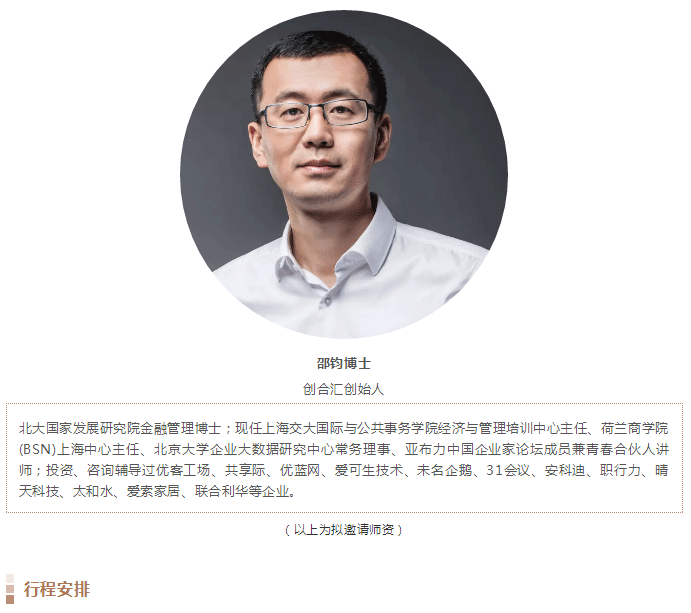 邵钧博士
创合汇创始人
北大国家发展研究院金融管理博士；现任上海交大国际与公共事务学院经济与管理培训中心主任、荷兰商学院
(BSN)上海中心主任、北京大学企业大数据研究中心常务理事、亚布力中国企业家论坛成员兼青春合伙人讲
师；投资、咨询辅导过优客工场、共享际、优蓝网、爱可生技术、未名企鹅、31会议、安科迪、职行力、晴
天科技、太和水、爱索家居、联合利华等企业。
（以上为拟邀请师资）
行程安排